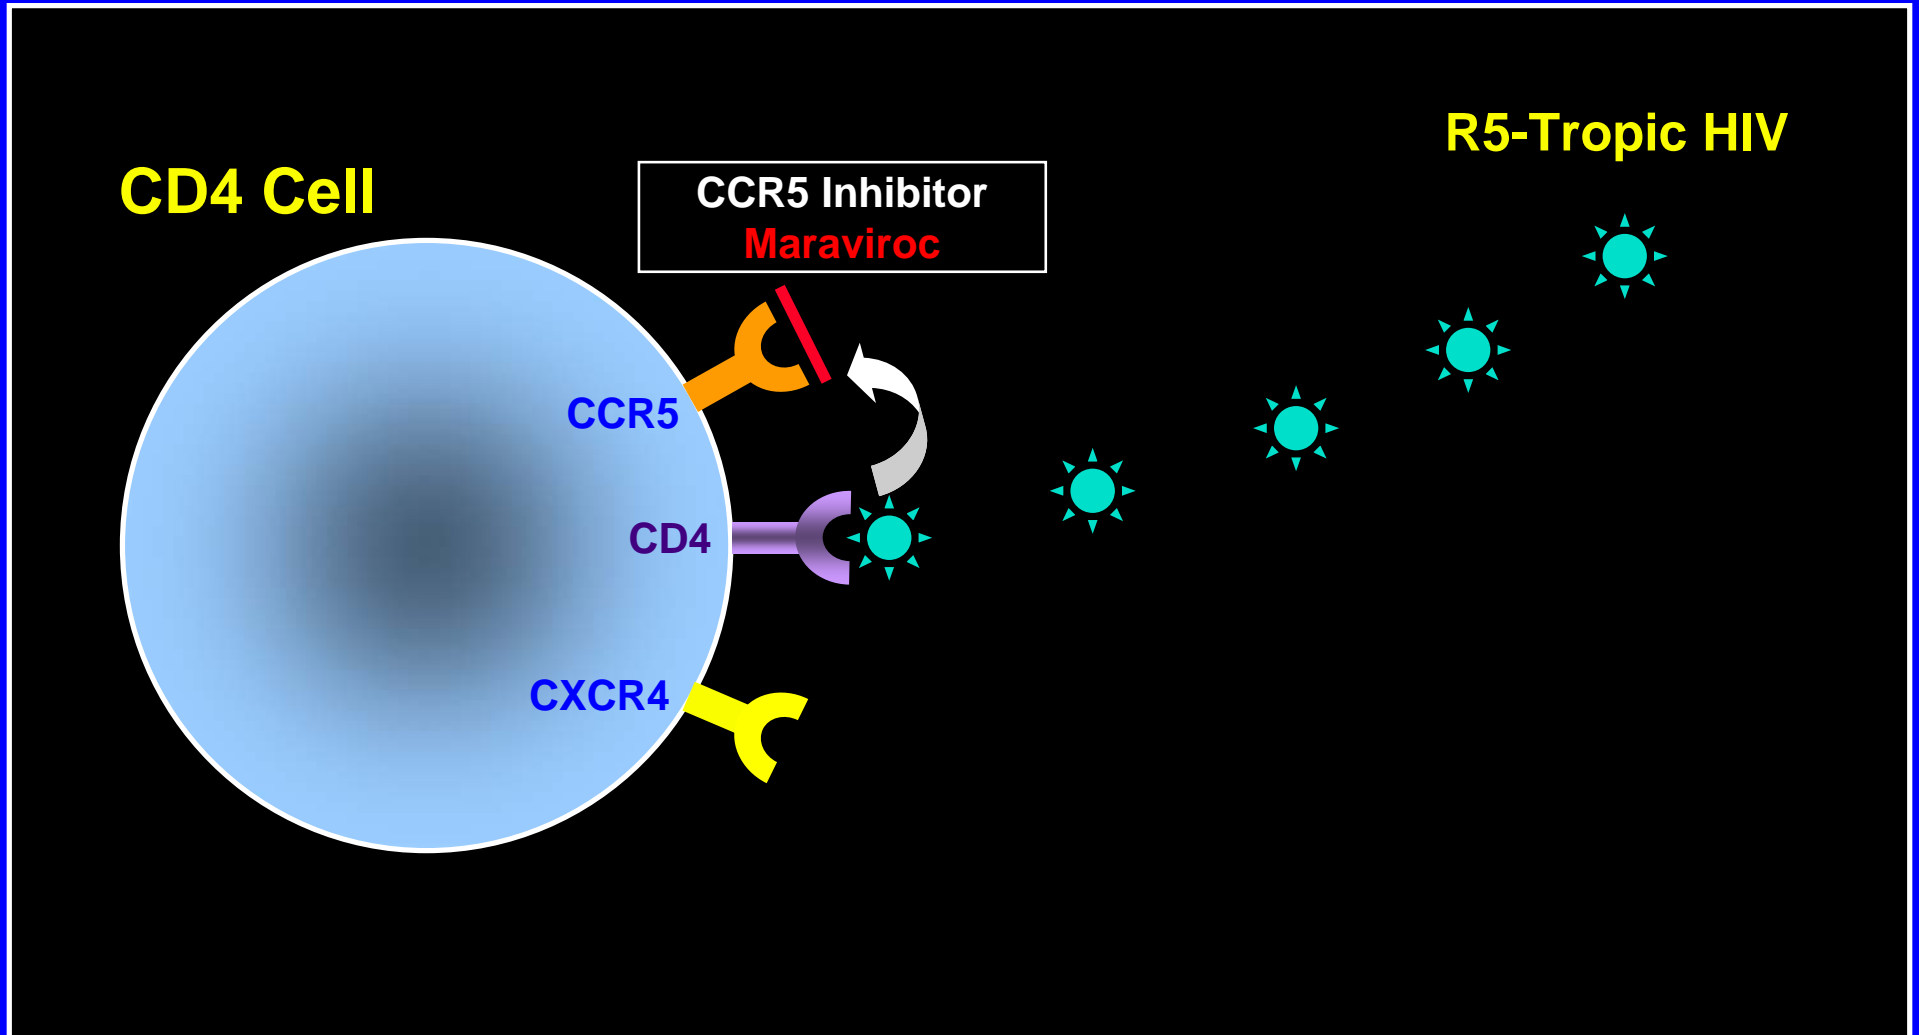 R5-Tropic HIV
CD4 Cell
CCR5 Inhibitor
Maraviroc
CCR5
CD4
CXCR4